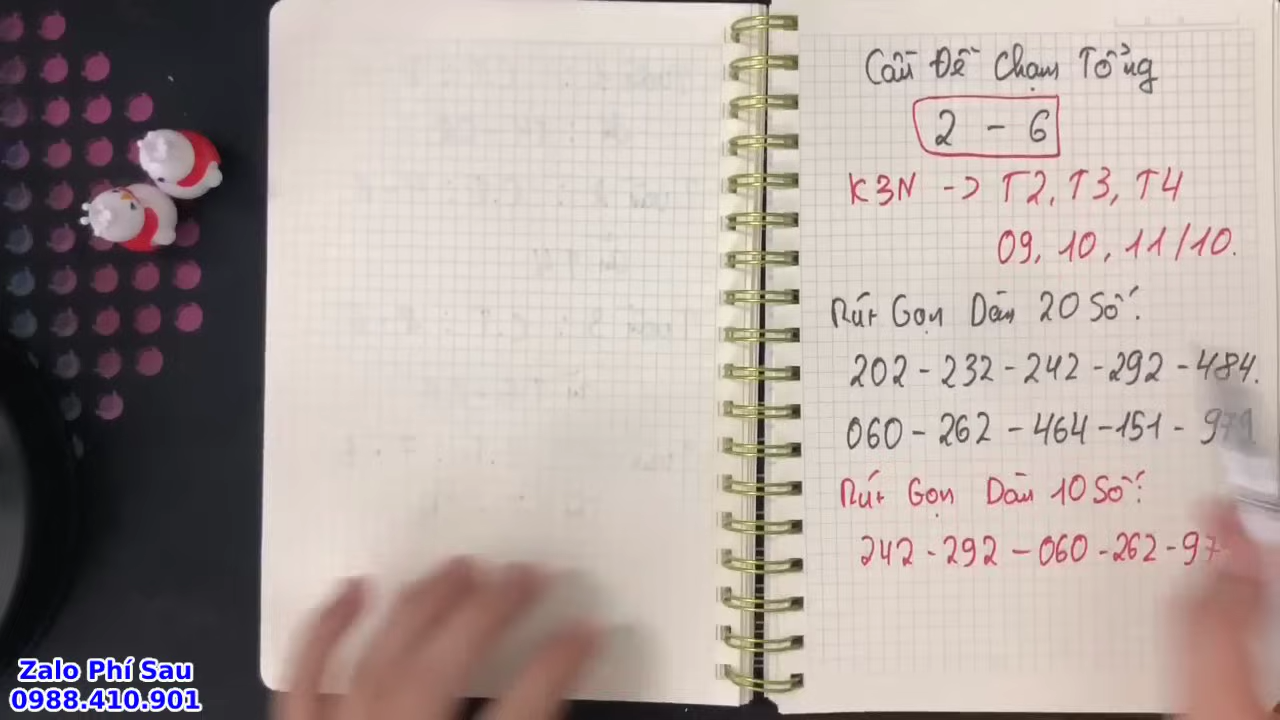 Cầu Đề Chạm Tổng
2 - 6
K3N -> T2, T3, T4
09, 10, 11/10.
Rút Gọn Dàn 20 Số:
202 - 232 - 242 - 292 - 484.
060 - 262 - 464 - 151 - 979
Rút Gọn Dàn 10 Số:
242 - 292 - 060 - 262 - 97
Zalo Phí Sau
0988.410.901